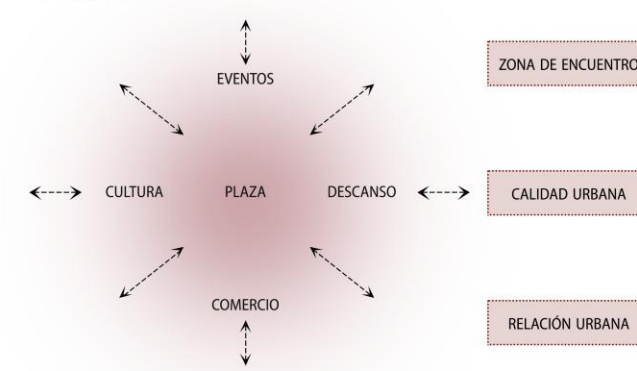 EVENTOS
ZONA DE ENCUENTRO
CULTURA
PLAZA
DESCANSO
CALIDAD URBANA
COMERCIO
RELACIÓN URBANA